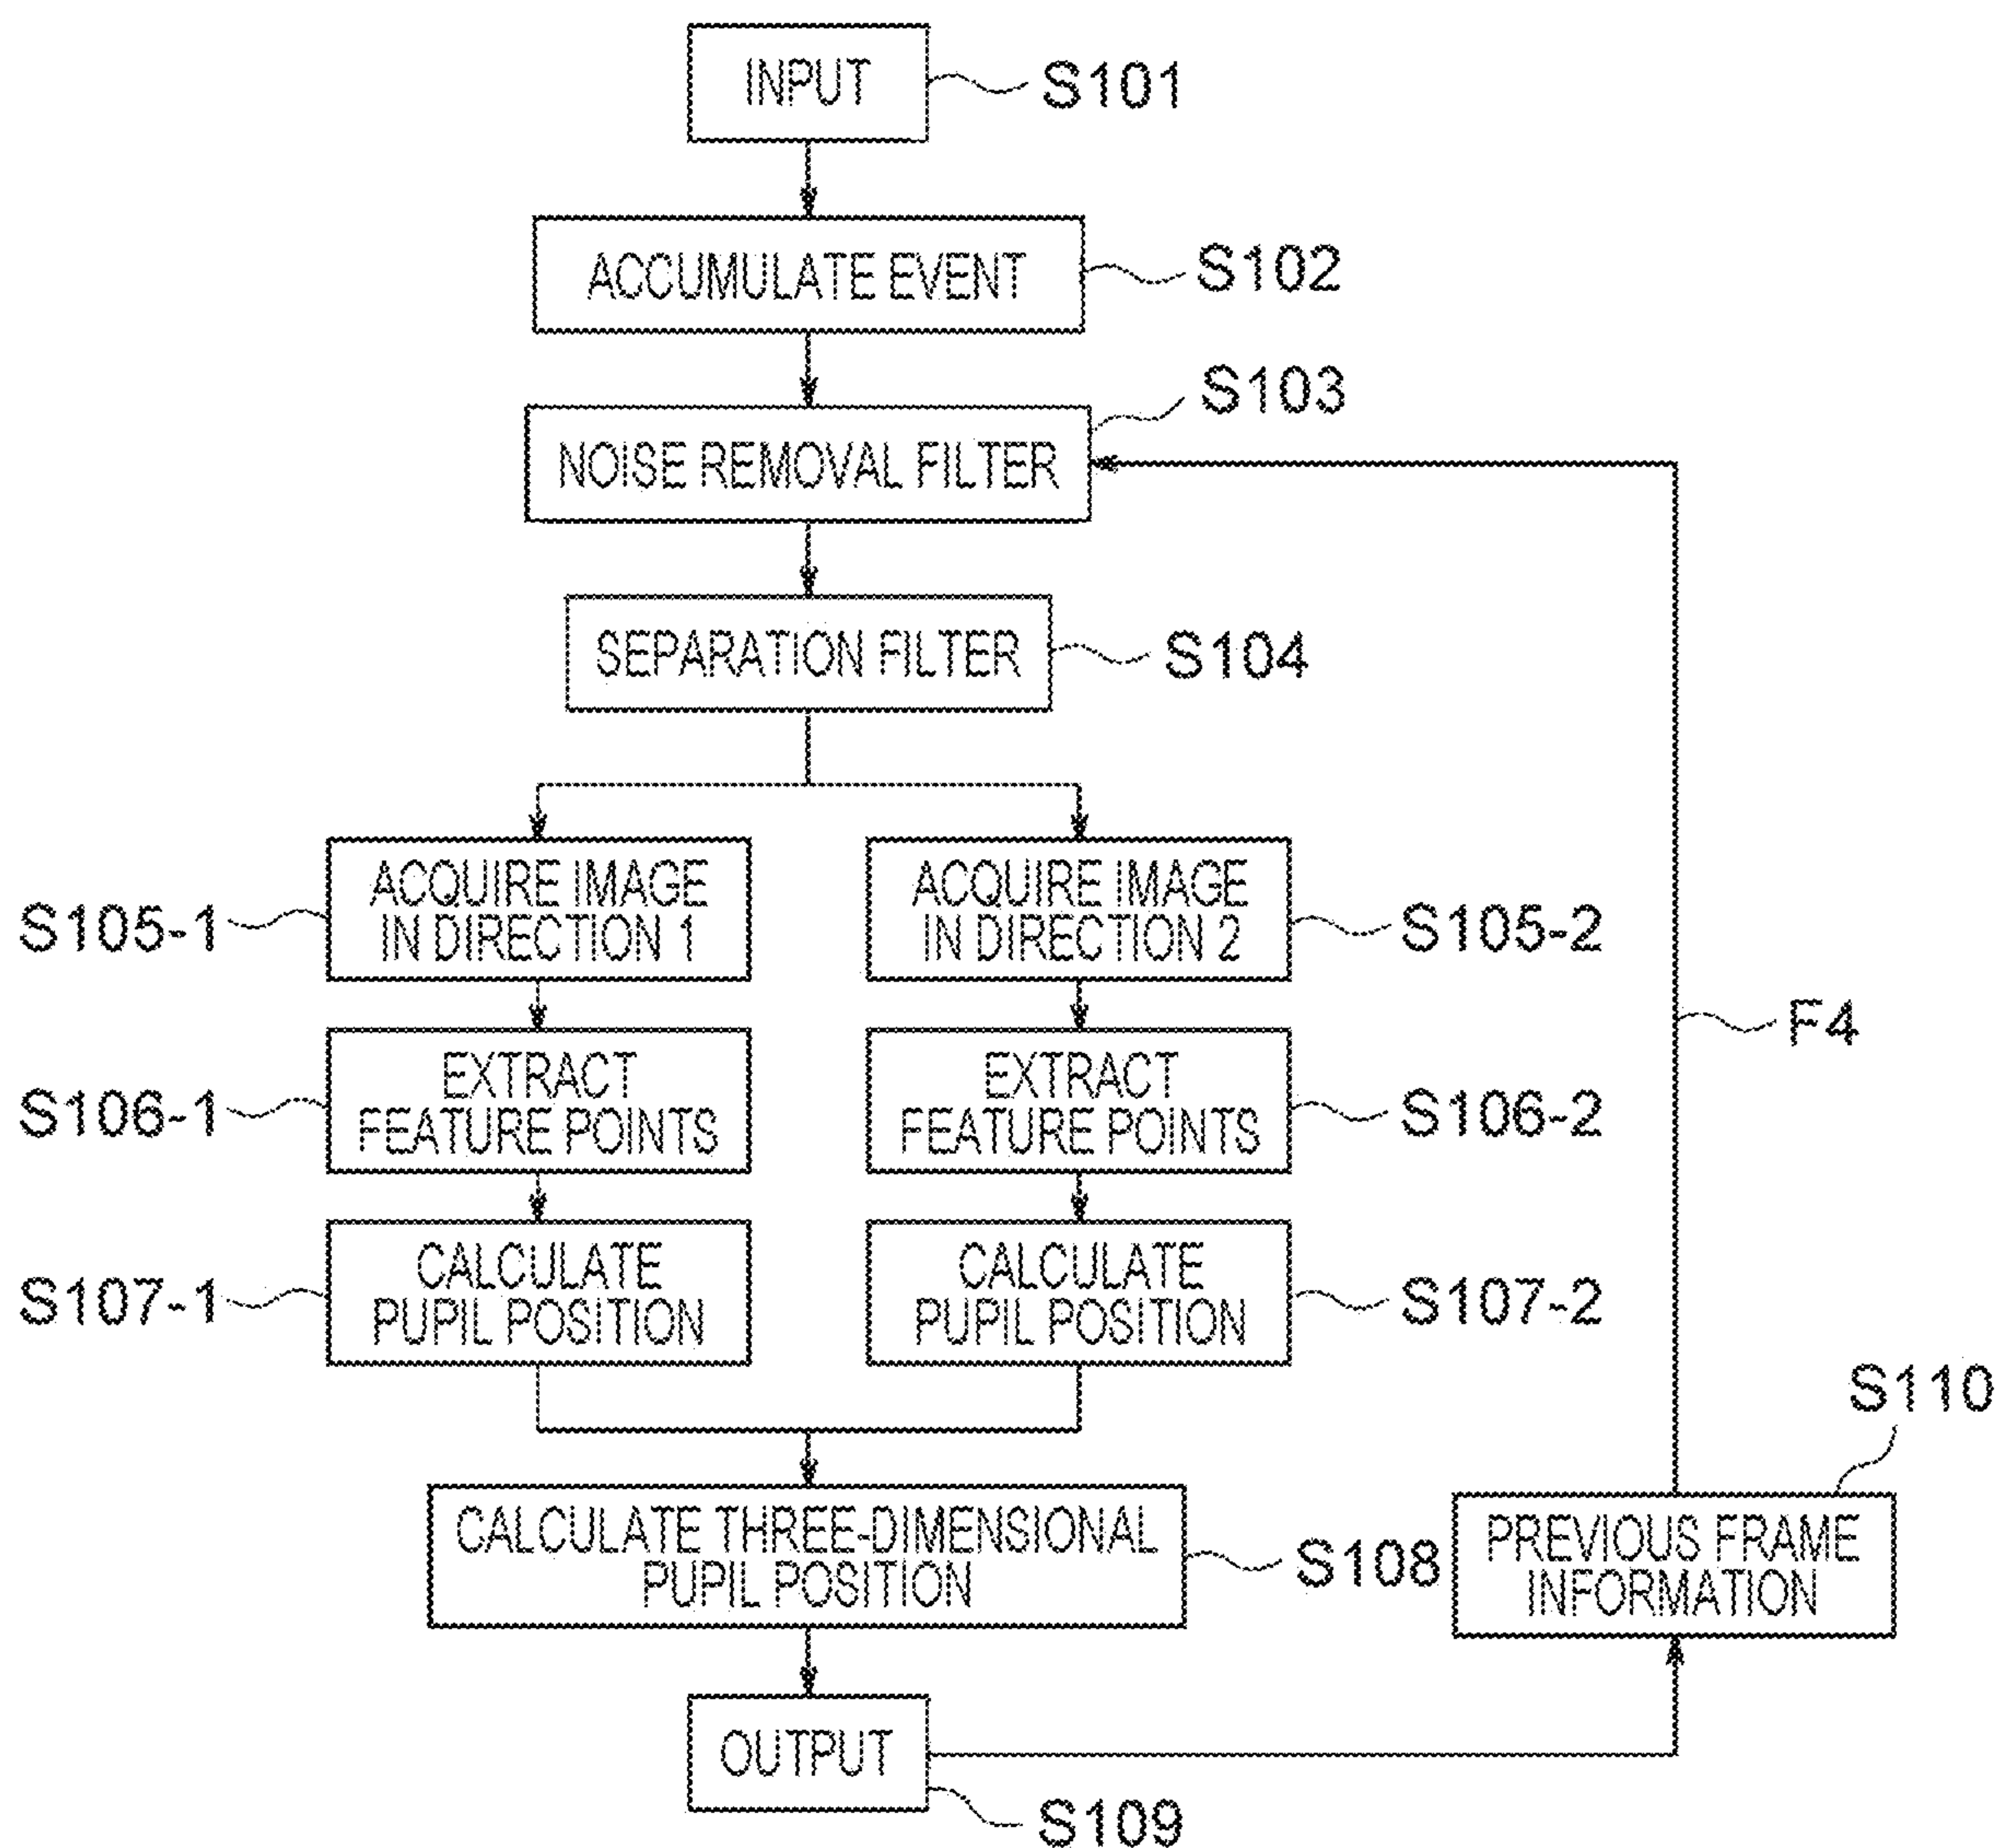 INPUT
S101
ACCUMULATE EVENT
S102
S103
NOISE REMOVAL FILTER
SEPARATION FILTER
S104
ACQUIRE IMAGE
IN DIRECTION 1
S105-1
ACQUIRE IMAGE
IN DIRECTION 2
S105-2
F4
EXTRACT
FEATURE POINTS
S106-1
EXTRACT
FEATURE POINTS
S106-2
CALCULATE
PUPIL POSITION
S107-1
CALCULATE
PUPIL POSITION
S107-2
S110
CALCULATE THREE-DIMENSIONAL
PUPIL POSITION
S108
PREVIOUS FRAME
INFORMATION
OUTPUT
S109